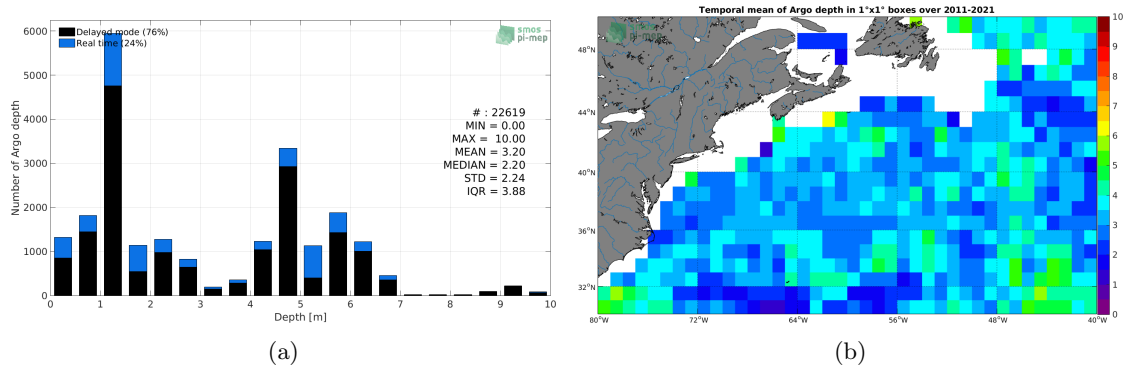 Delayed mode (76%)
Real time (24%)
smos
pi-mep
6000
5000
4000
3000
2000
1000
0
# : 22619
MIN = 0.00
MAX = 10.00
MEAN = 3.20
MEDIAN = 2.20
STD = 2.24
IQR = 3.88
Number of Argo depth
0 1 2 3 4 5 6 7 8 9 10
Depth [m]
(a)
Temporal mean of Argo depth in 1°x1° boxes over 2011-2021
smos
pi-mep
48°N
44°N
40°N
36°N
32°N
80°W 72°W 64°W 56°W 48°W 40°W
10
9
8
7
6
5
4
3
2
1
0
(b)